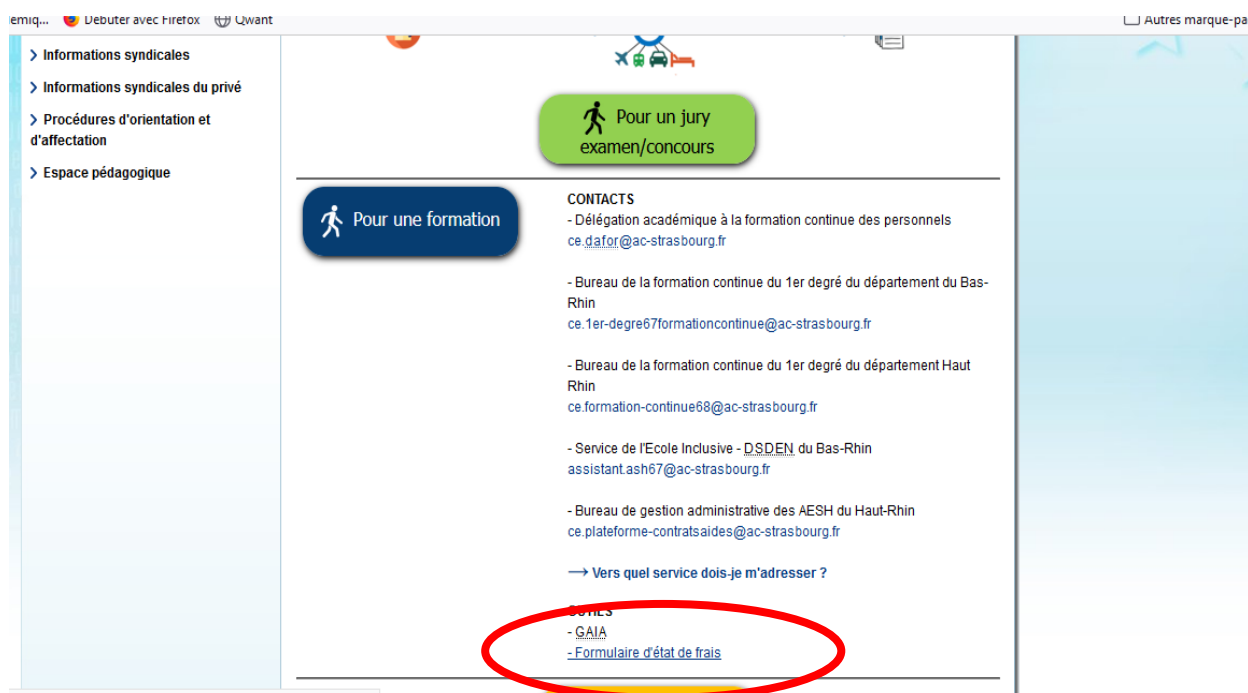 Débuter avec Firefox
Qwant
Autres marque-pa
Informations syndicales
Informations syndicales du privé
Procédures d'orientation et
d'affectation
Espace pédagogique
Pour un jury
examen/concours
Pour une formation
CONTACTS
- Délégation académique à la formation continue des personnels
ce.dafor@ac-strasbourg.fr
- Bureau de la formation continue du 1er degré du département du Bas-
Rhin
ce.1er-degre67formationcontinue@ac-strasbourg.fr
- Bureau de la formation continue du 1er degré du département Haut
Rhin
ce.formation-continue68@ac-strasbourg.fr
- Service de l'Ecole Inclusive - DSDEN du Bas-Rhin
assistant.ash67@ac-strasbourg.fr
- Bureau de gestion administrative des AESH du Haut-Rhin
ce.plateforme-contratsaides@ac-strasbourg.fr
→ Vers quel service dois-je m'adresser ?
- GAIA
- Formulaire d'état de frais